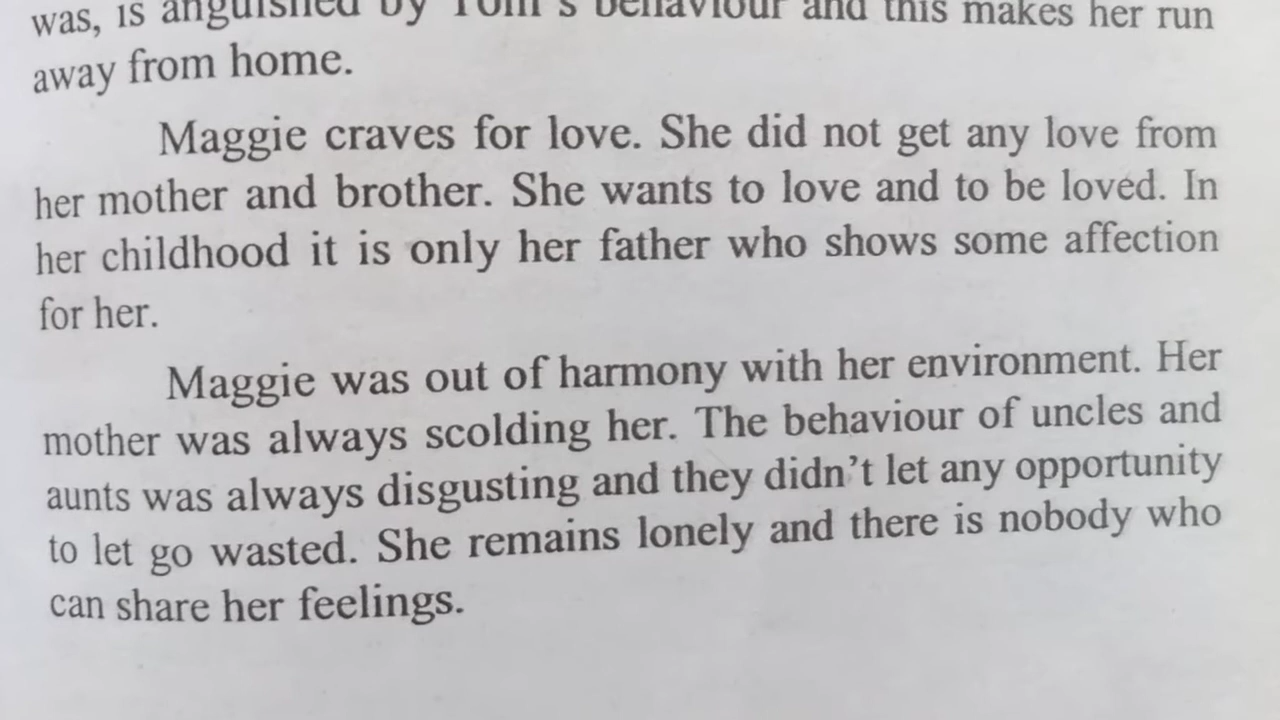 was, is anguished by Tom's behaviour and this makes her run
away from home.
Maggie craves for love. She did not get any love from
her mother and brother. She wants to love and to be loved. In
her childhood it is only her father who shows some affection
for her.
Maggie was out of harmony with her environment. Her
mother was always scolding her. The behaviour of uncles and
aunts was always disgusting and they didn't let any opportunity
to let go wasted. She remains lonely and there is nobody who
can share her feelings.